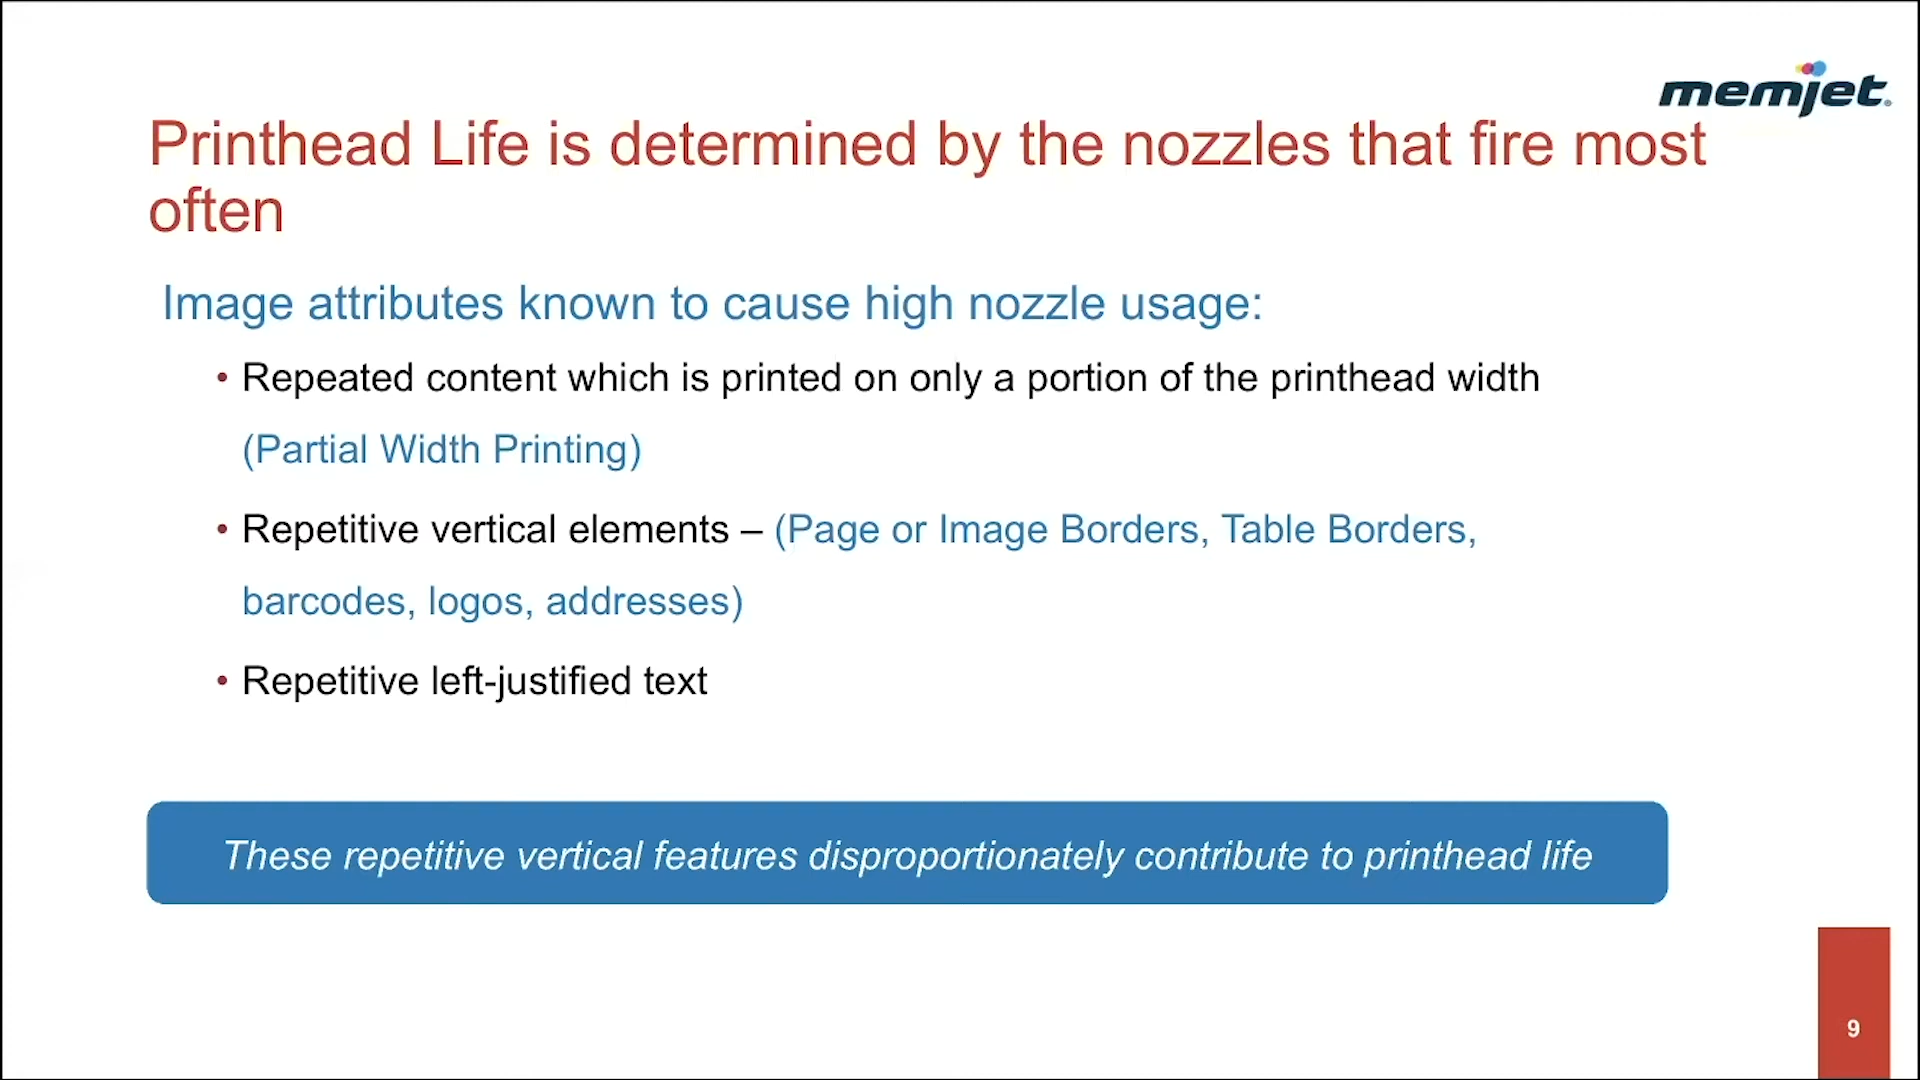 memjet
Printhead Life is determined by the nozzles that fire most
often
Image attributes known to cause high nozzle usage:
• Repeated content which is printed on only a portion of the printhead width
(Partial Width Printing)
• Repetitive vertical elements – (Page or Image Borders, Table Borders,
barcodes, logos, addresses)
• Repetitive left-justified text
These repetitive vertical features disproportionately contribute to printhead life
9